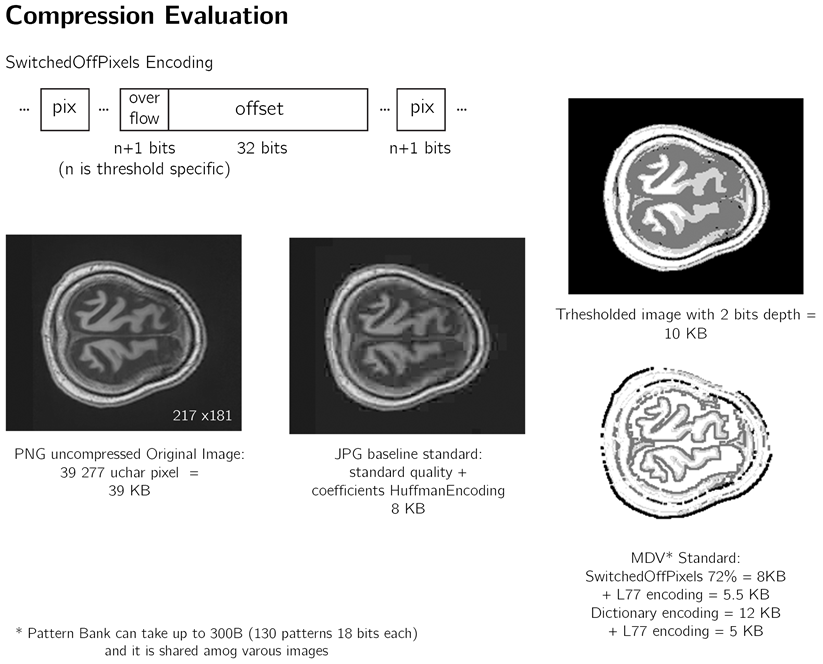 Compression Evaluation
SwitchedOffPixels Encoding
... pix ... over flow offset ... pix ...
n+1 bits 32 bits n+1 bits
(n is threshold specific)
217 x181
PNG uncompressed Original Image:
39 277 uchar pixel =
39 KB
JPG baseline standard:
standard quality +
coefficients HuffmanEncoding
8 KB
Trhesholded image with 2 bits depth =
10 KB
MDV* Standard:
SwitchedOffPixels 72% = 8KB
+ L77 encoding = 5.5 KB
Dictionary encoding = 12 KB
+ L77 encoding = 5 KB
* Pattern Bank can take up to 300B (130 patterns 18 bits each)
and it is shared amog varous images